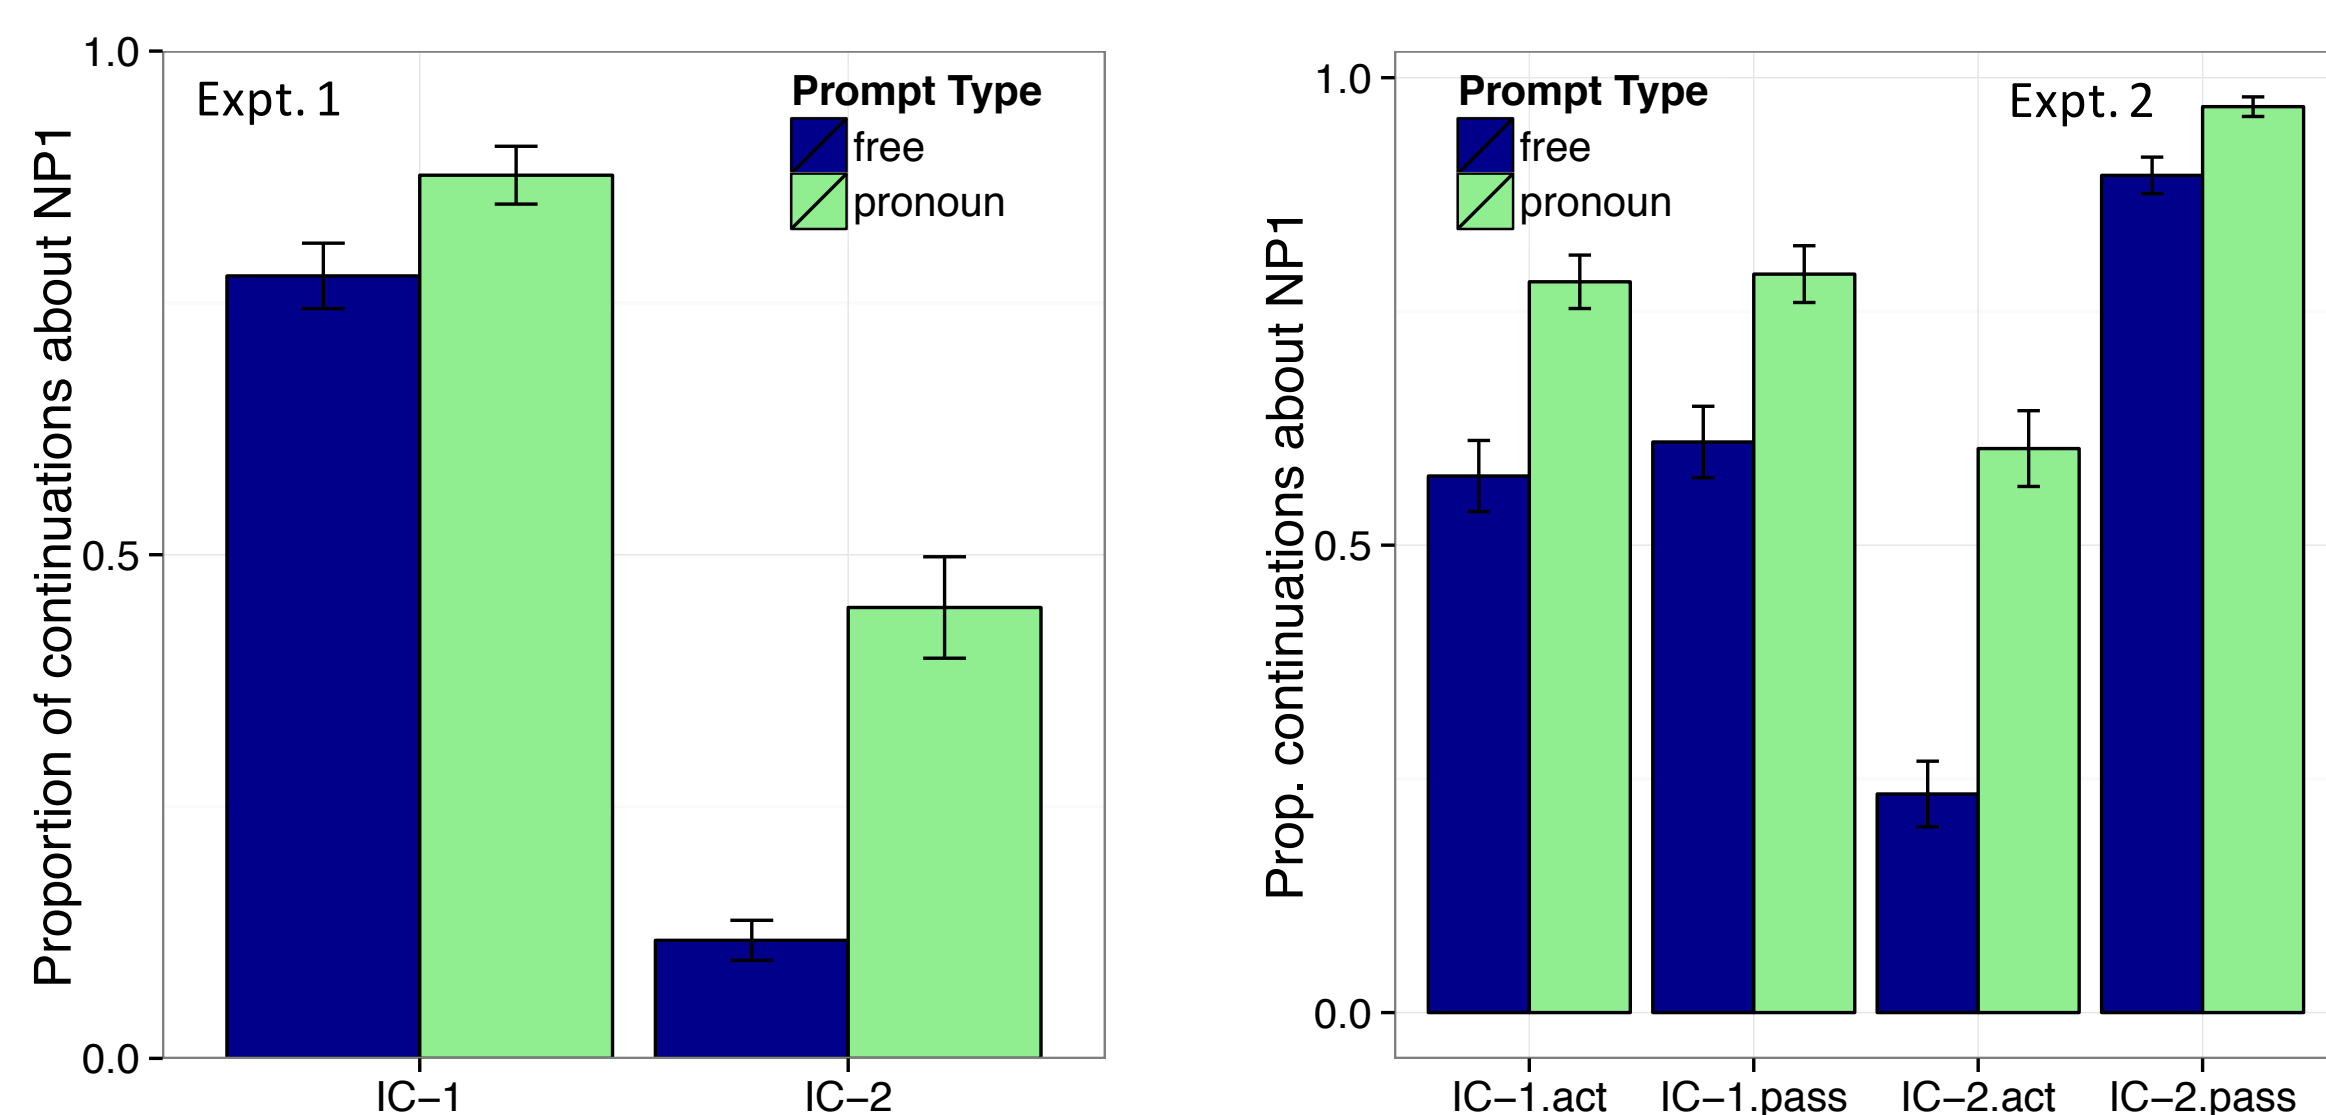 Proportion of continuations about NP1
1.0
0.5
0.0
Expt. 1
Prompt Type
free
pronoun
IC−1
IC−2
Prop. continuations about NP1
1.0
0.5
0.0
Prompt Type
free
pronoun
Expt. 2
IC−1.act
IC−1.pass
IC−2.act
IC−2.pass